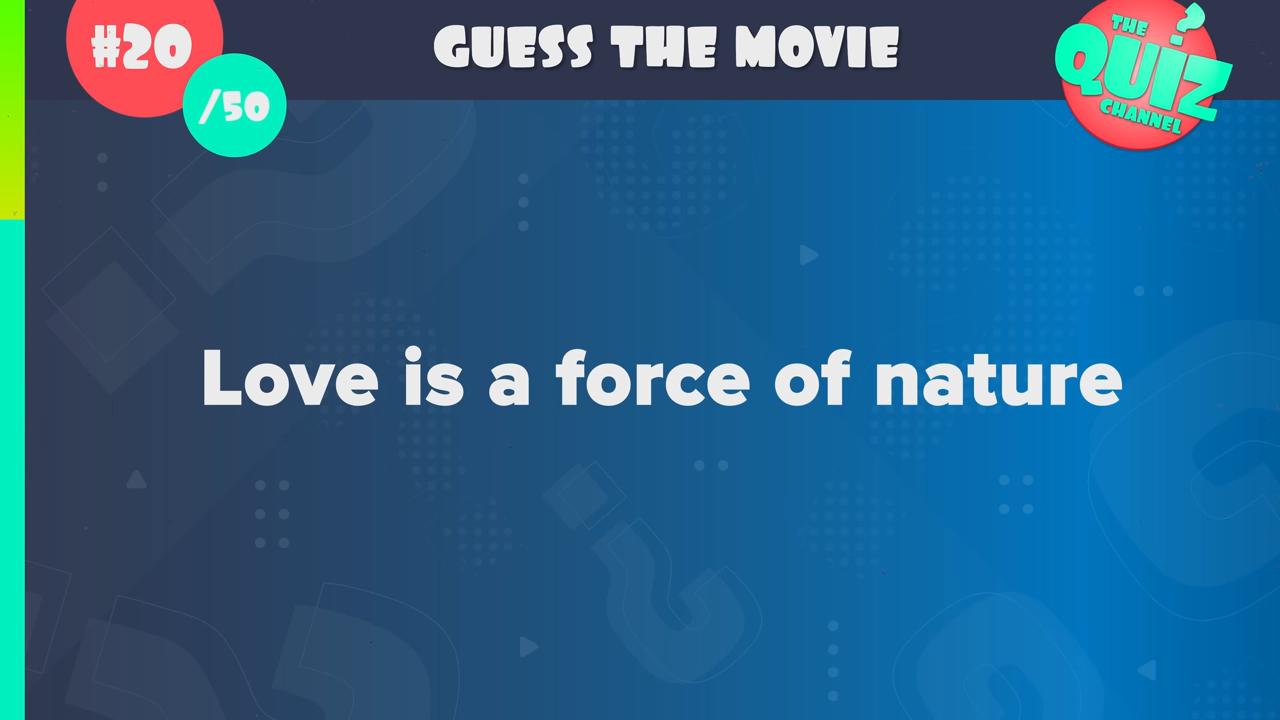 #20
/50
GUESS THE MOVIE
THE
QUIZ
CHANNEL
Love is a force of nature